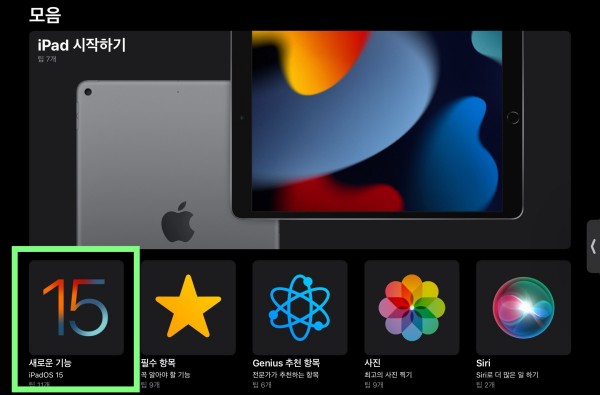 모음
iPad 시작하기
팁 7개
15
새로운 기능
iPadOS 15
팁 11개
필수 항목
꼭 알아야 할 기능
팁 9개
Genius 추천 항목
전문가가 추천하는 항목
팁 6개
사진
최고의 사진 찍기
팁 9개
Siri
Siri로 더 많은 일 하기
팁 2개